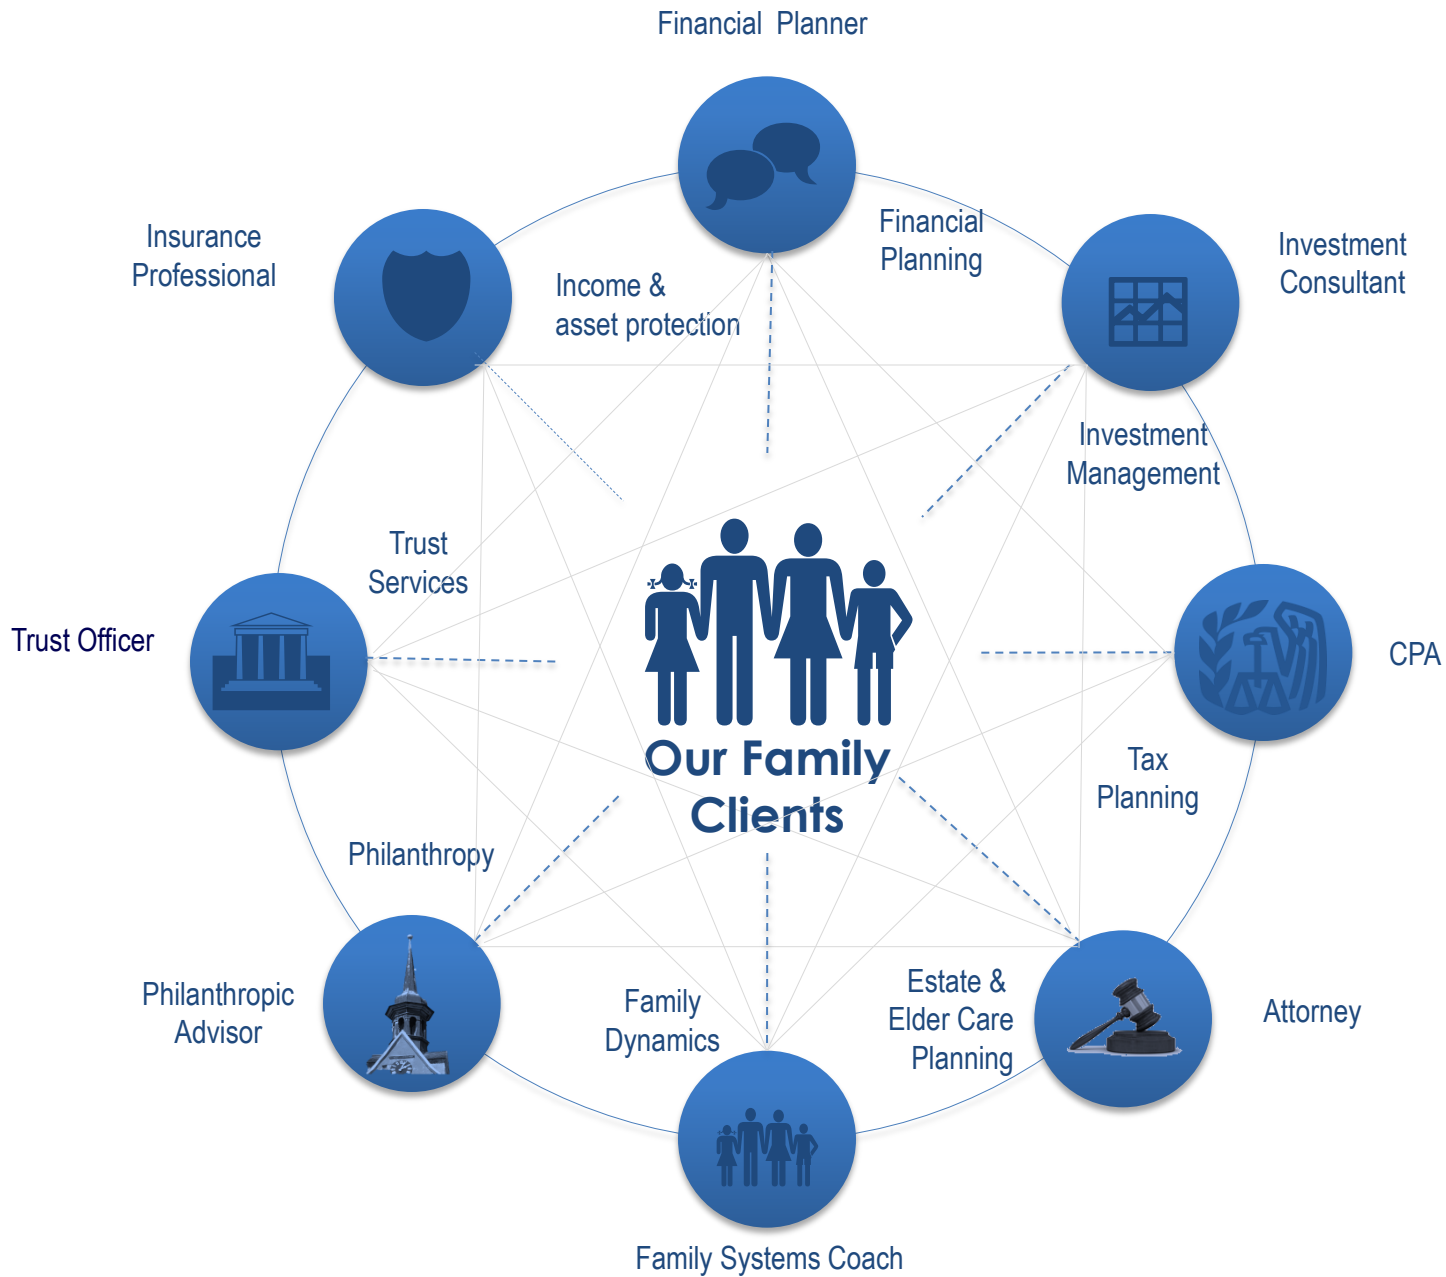 Financial Planner
Financial
Planning
Insurance
Professional
Income &
asset protection
Investment
Consultant
Investment
Management
Trust
Services
Trust Officer
CPA
Our Family
Clients
Tax
Planning
Philanthropy
Philanthropic
Advisor
Family
Dynamics
Estate &
Elder Care
Planning
Attorney
Family Systems Coach